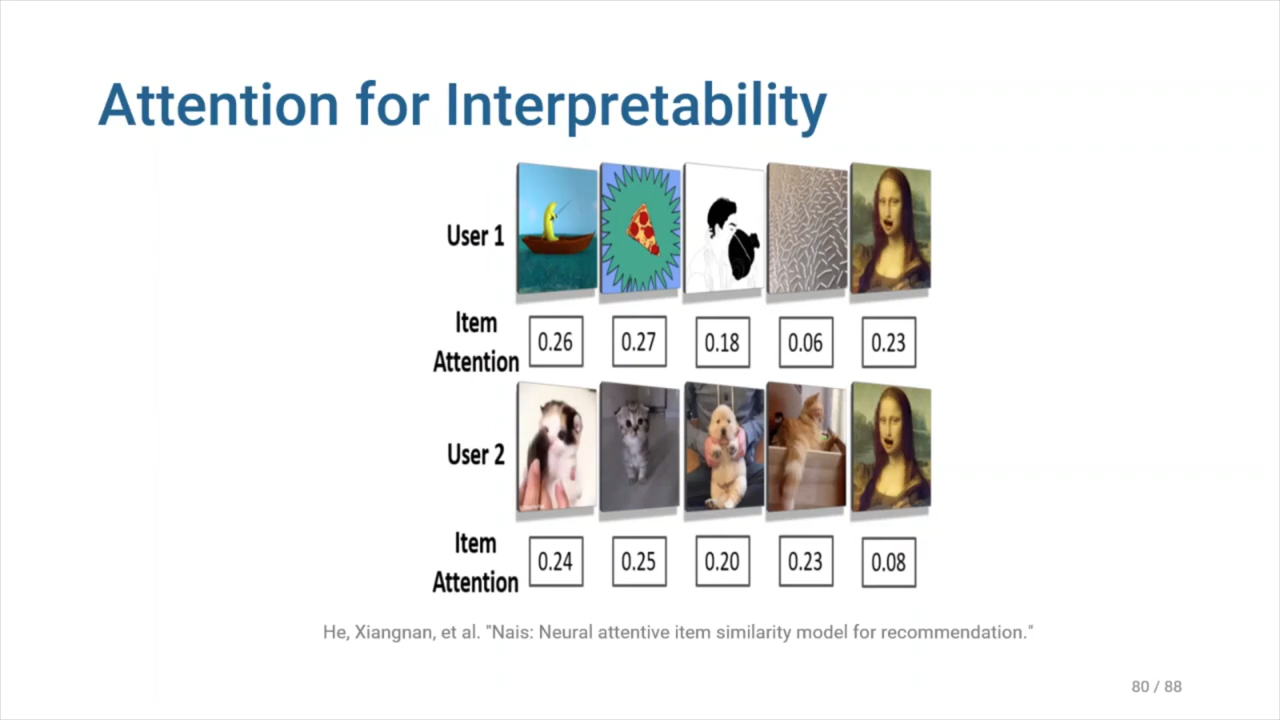 Attention for Interpretability
User 1
Item
Attention
0.26 0.27 0.18 0.06 0.23
User 2
Item
Attention
0.24 0.25 0.20 0.23 0.08
He, Xiangnan, et al. "Nais: Neural attentive item similarity model for recommendation."
80 / 88